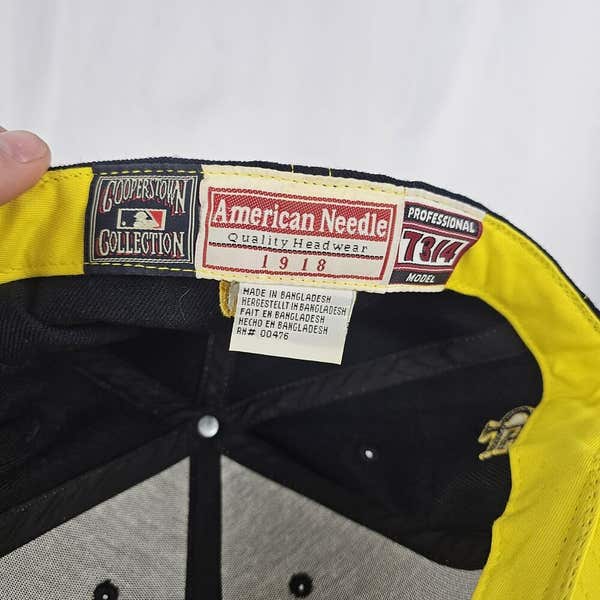 COOPERSTOWN
COLLECTION
American Needle
Quality Headwear
1918
PROFESSIONAL
7 3/4
MODEL
MADE IN BANGLADESH
HERGESTELLT IN BANGLADESH
FAIT EN BANGLADESH
HECHO EN BANGLADESH
RN# 00476